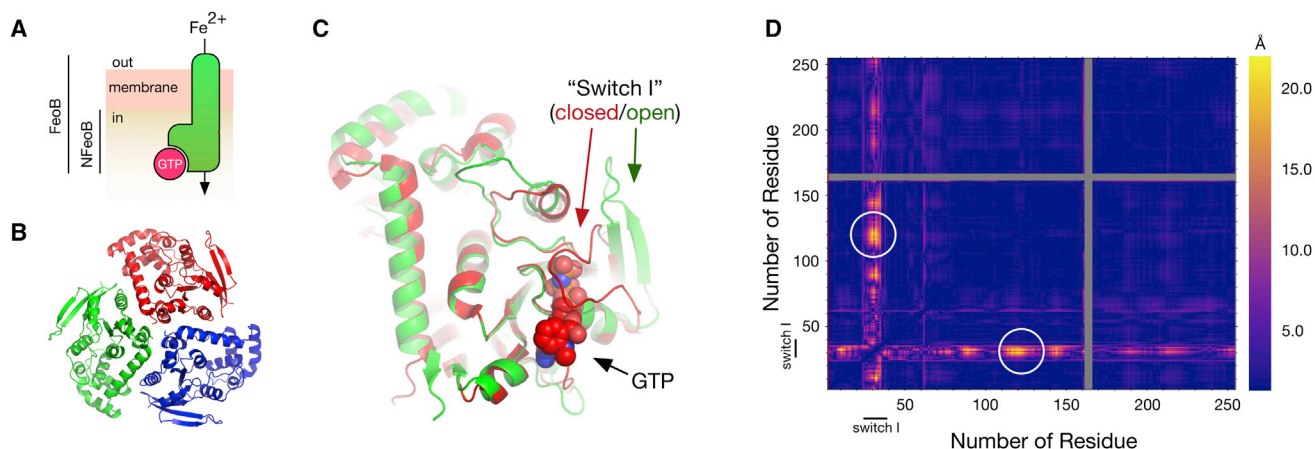 A
Fe2+
out
membrane
in
FeoB
NFeoB
GTP
B
C
"Switch I"
(closed/open)
GTP
D
Å
250
200
150
100
50
20.0
15.0
10.0
5.0
Number of Residue
switch I
50
100
150
200
250
switch I
Number of Residue